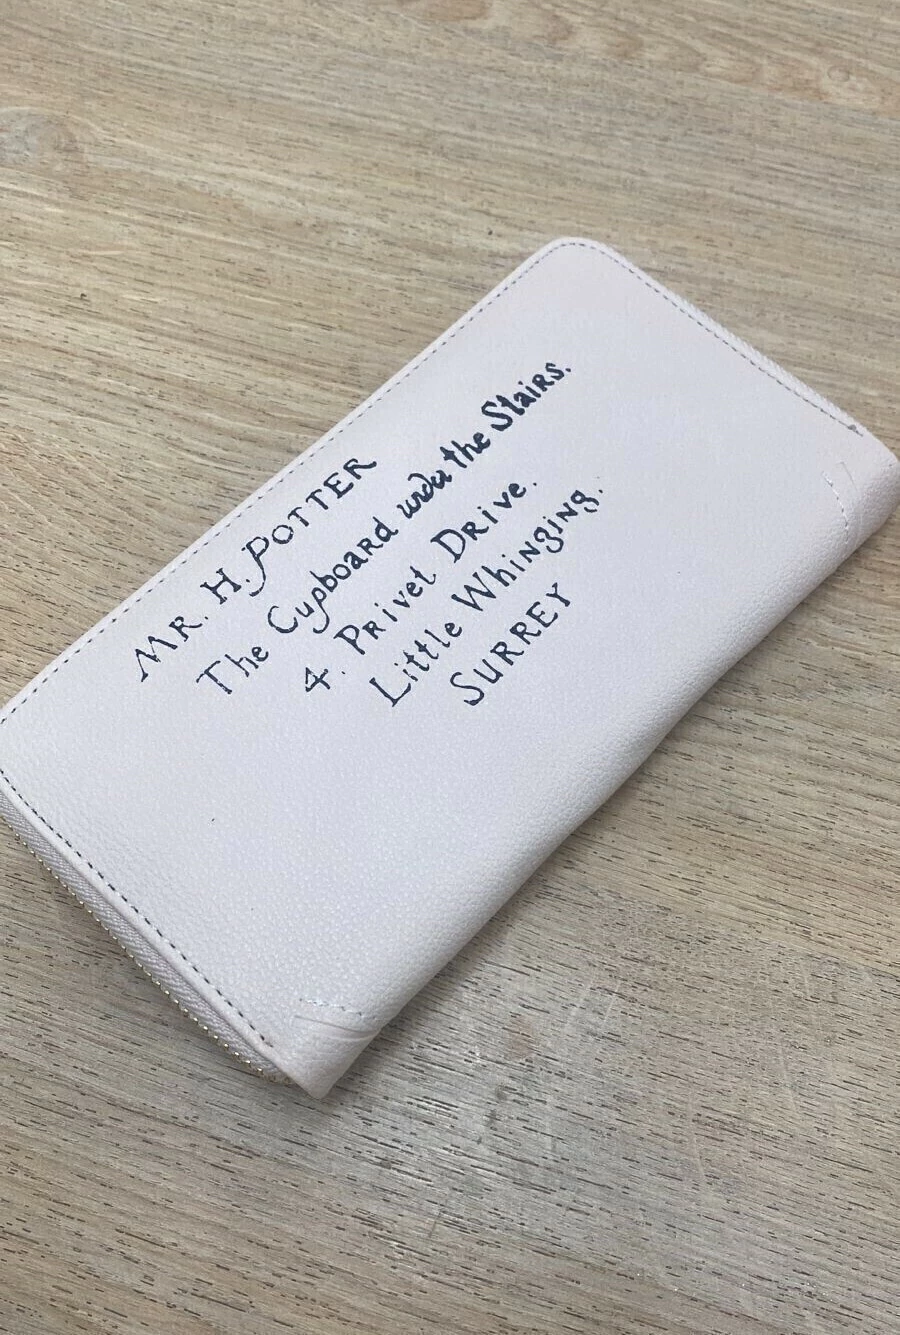 MR. H. POTTER
The Cupboard under the Stairs.
4. Privet Drive.
Little Whinging.
SURREY